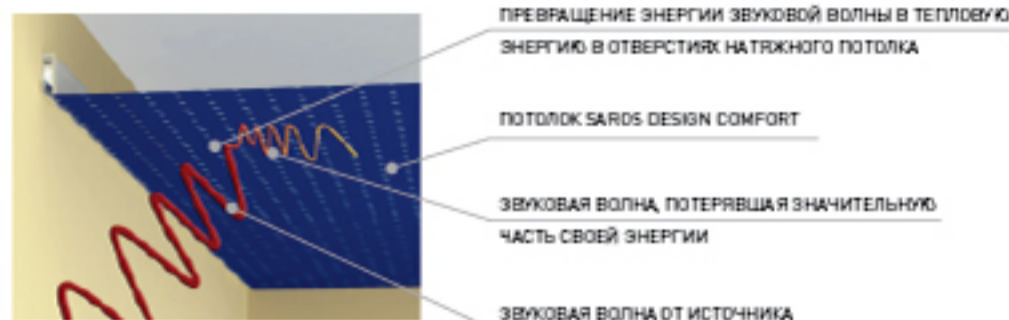 ПРЕВРАЩЕНИЕ ЭНЕРГИИ ЗВУКОВОЙ ВОЛНЫ В ТЕПЛОВУЮ
ЭНЕРГИЮ В ОТВЕРСТИЯХ НАТЯЖНОГО ПОТОЛКА
ПОТОЛОК SAROS DESIGN COMFORT
ЗВУКОВАЯ ВОЛНА, ПОТЕРЯВШАЯ ЗНАЧИТЕЛЬНУЮ
ЧАСТЬ СВОЕЙ ЭНЕРГИИ
ЗВУКОВАЯ ВОЛНА ОТ ИСТОЧНИКА